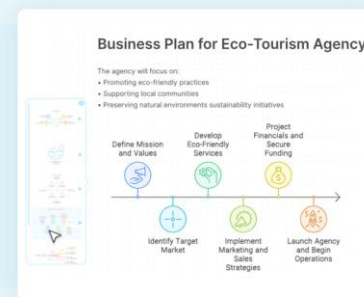 Business Plan for Eco-Tourism Agency
The agency will focus on:
• Promoting eco-friendly practices
• Supporting local communities
• Preserving natural environments sustainability initiatives
Define Mission
and Values
Develop
Eco-Friendly
Services
Project
Financials and
Secure
Funding
Identify Target
Market
Implement
Marketing and
Sales
Strategies
Launch Agency
and Begin
Operations